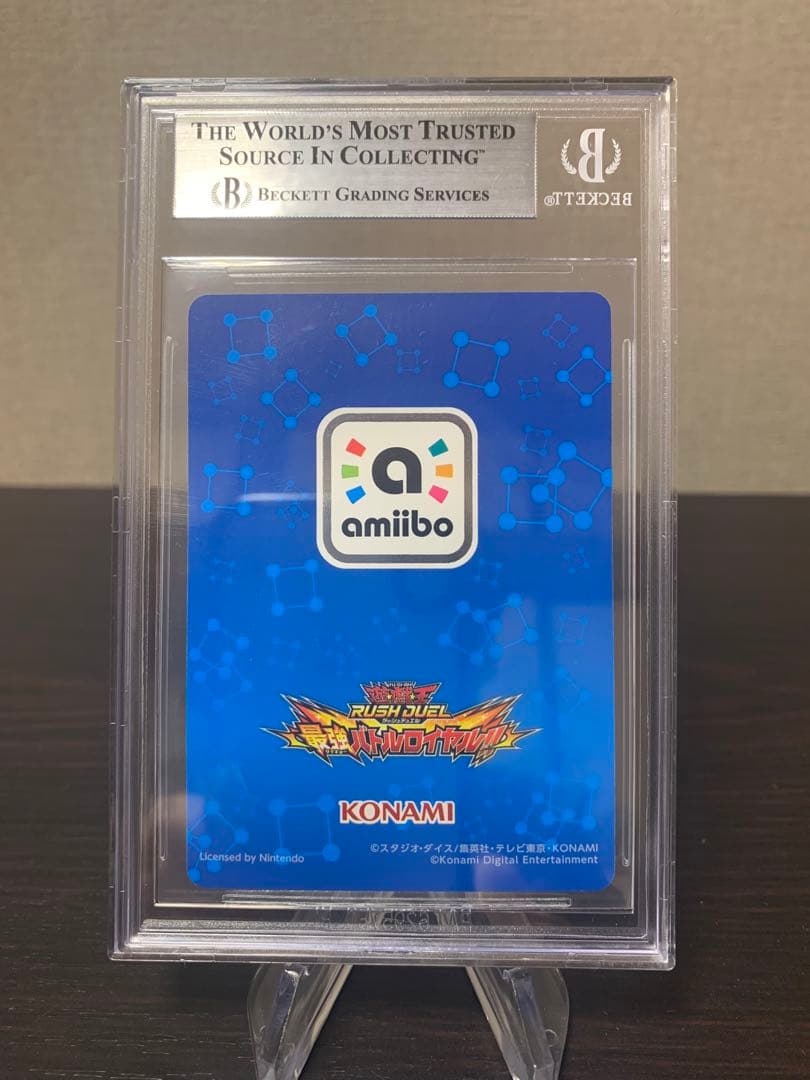 THE WORLD'S MOST TRUSTED
SOURCE IN COLLECTING™
B BECKETT GRADING SERVICES
B
BECKETT®
a
amiibo
遊☆戯☆王
RUSH DUEL
ラッシュデュエル
最強バトルロイヤル!!
KONAMI
©スタジオ・ダイス/集英社・テレビ東京・KONAMI
Licensed by Nintendo
©Konami Digital Entertainment